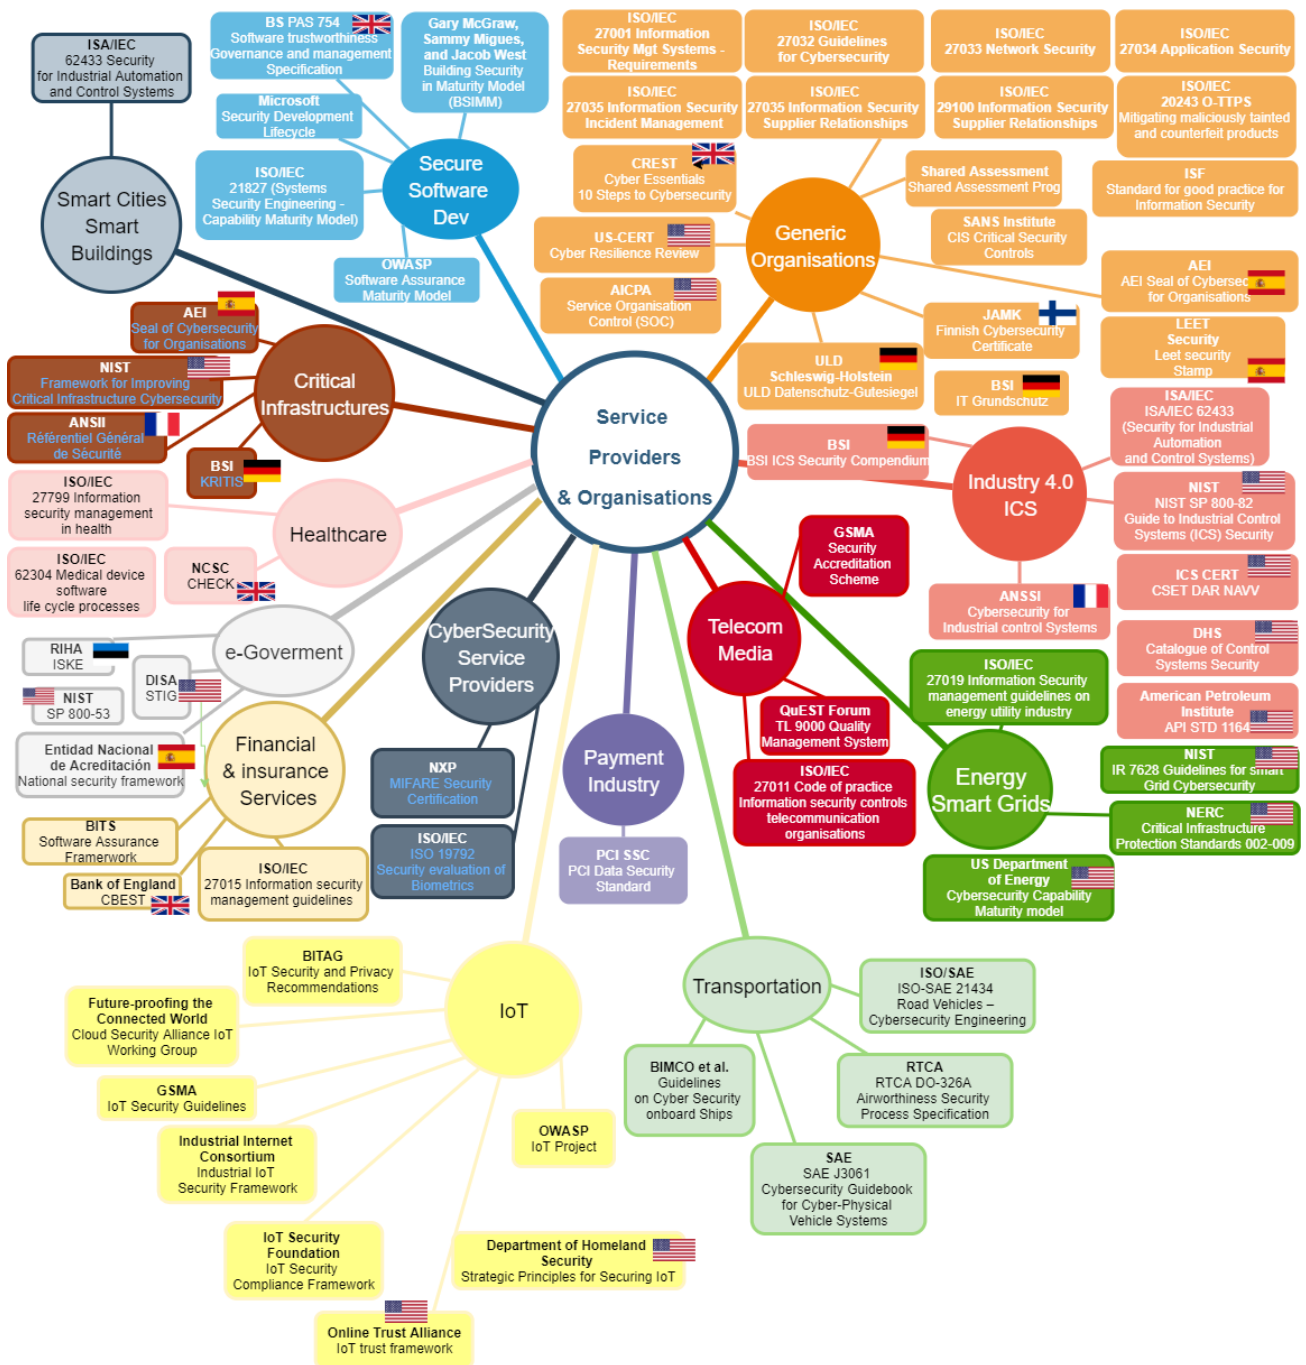 ISA/IEC
62433 Security
for Industrial Automation
and Control Systems
Smart Cities
Smart
Buildings
BS PAS 754
Software trustworthiness
Governance and management
Specification
Gary McGraw,
Sammy Migues,
and Jacob West
Building Security
in Maturity Model
(BSIMM)
Microsoft
Security Development
Lifecycle
ISO/IEC
21827 (Systems
Security Engineering -
Capability Maturity Model)
OWASP
Software Assurance
Maturity Model
Secure
Software
Dev
ISO/IEC
27001 Information
Security Mgt Systems -
Requirements
ISO/IEC
27032 Guidelines
for Cybersecurity
ISO/IEC
27033 Network Security
ISO/IEC
27034 Application Security
ISO/IEC
27035 Information Security
Incident Management
ISO/IEC
27035 Information Security
Supplier Relationships
ISO/IEC
29100 Information Security
Supplier Relationships
ISO/IEC
20243 O-TTPS
Mitigating maliciously tainted
and counterfeit products
CREST
Cyber Essentials
10 Steps to Cybersecurity
Shared Assessment
Shared Assessment Prog
ISF
Standard for good practice for
Information Security
US-CERT
Cyber Resilience Review
SANS Institute
CIS Critical Security
Controls
AICPA
Service Organisation
Control (SOC)
AEI
AEI Seal of Cybersec
for Organisations
JAMK
Finnish Cybersecurity
Certificate
LEET
Security
Leet security
Stamp
ULD
Schleswig-Holstein
ULD Datenschutz-Gutesiegel
BSI
IT Grundschutz
Generic
Organisations
AEI
Seal of Cybersecurity
for Organisations
NIST
Framework for Improving
Critical Infrastructure Cybersecurity
ANSII
Référentiel Général
de Sécurité
BSI
KRITIS
Critical
Infrastructures
Service
Providers
& Organisations
BSI
BSI ICS Security Compendium
ISA/IEC
ISA/IEC 62433
(Security for Industrial
Automation
and Control Systems)
NIST
NIST SP 800-82
Guide to Industrial Control
Systems (ICS) Security
ICS CERT
CSET DAR NAVV
ANSSI
Cybersecurity for
Industrial control Systems
DHS
Catalogue of Control
Systems Security
American Petroleum
Institute
API STD 1164
Industry 4.0
ICS
ISO/IEC
27799 Information
security management
in health
ISO/IEC
62304 Medical device
software
life cycle processes
NCSC
CHECK
Healthcare
RIHA
ISKE
DISA
STIG
NIST
SP 800-53
Entidad Nacional
de Acreditación
National security framework
e-Goverment
BITS
Software Assurance
Framerwork
Bank of England
CBEST
ISO/IEC
27015 Information security
management guidelines
Financial
& insurance
Services
CyberSecurity
Service
Providers
NXP
MIFARE Security
Certification
ISO/IEC
ISO 19792
Security evaluation of
Biometrics
Payment
Industry
PCI SSC
PCI Data Security
Standard
GSMA
Security
Accreditation
Scheme
Telecom
Media
QuEST Forum
TL 9000 Quality
Management System
ISO/IEC
27011 Code of practice
Information security controls
telecommunication
organisations
ISO/IEC
27019 Information Security
management guidelines on
energy utility industry
Energy
Smart Grids
NIST
IR 7628 Guidelines for smart
Grid Cybersecurity
NERC
Critical Infrastructure
Protection Standards 002-009
US Department
of Energy
Cybersecurity Capability
Maturity model
BITAG
IoT Security and Privacy
Recommendations
Future-proofing the
Connected World
Cloud Security Alliance IoT
Working Group
GSMA
IoT Security Guidelines
Industrial Internet
Consortium
Industrial IoT
Security Framework
IoT Security
Foundation
IoT Security
Compliance Framework
Online Trust Alliance
IoT trust framework
Department of Homeland
Security
Strategic Principles for Securing IoT
OWASP
IoT Project
IoT
Transportation
ISO/SAE
ISO-SAE 21434
Road Vehicles –
Cybersecurity Engineering
BIMCO et al.
Guidelines
on Cyber Security
onboard Ships
RTCA
RTCA DO-326A
Airworthiness Security
Process Specification
SAE
SAE J3061
Cybersecurity Guidebook
for Cyber-Physical
Vehicle Systems